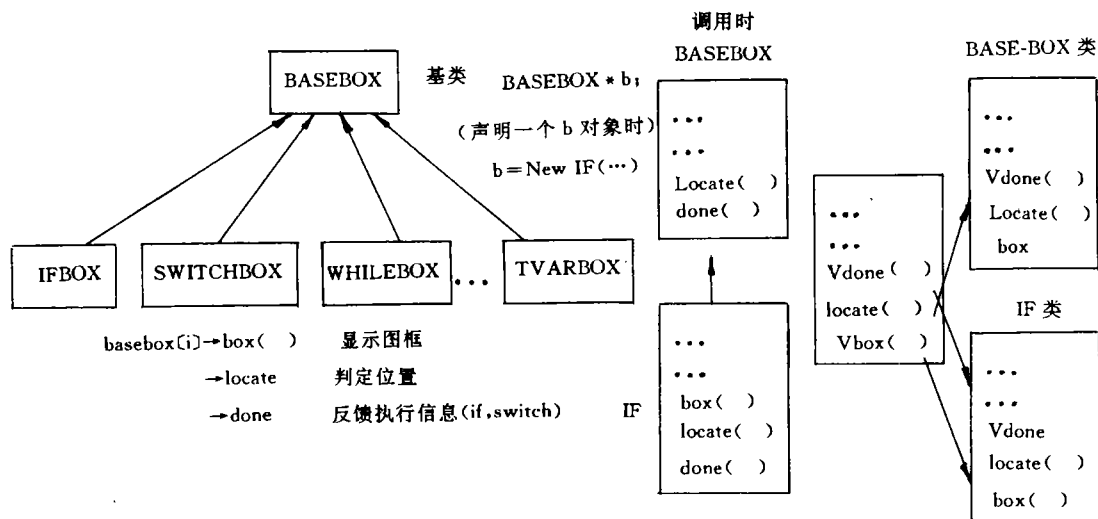 BASEBOX
基类
BASEBOX * b;
(声明一个 b 对象时)
b=New IF(…)
IFBOX
SWITCHBOX
WHILEBOX
...
TVARBOX
basebox[i]→box( ) 显示图框
→locate 判定位置
→done 反馈执行信息(if,switch)
调用时
BASEBOX
...
...
Locate( )
done( )
IF
...
...
box( )
locate( )
done( )
...
...
Vdone( )
locate( )
Vbox( )
BASE-BOX 类
...
...
Vdone( )
Locate( )
box
IF 类
...
...
Vdone
locate( )
box( )